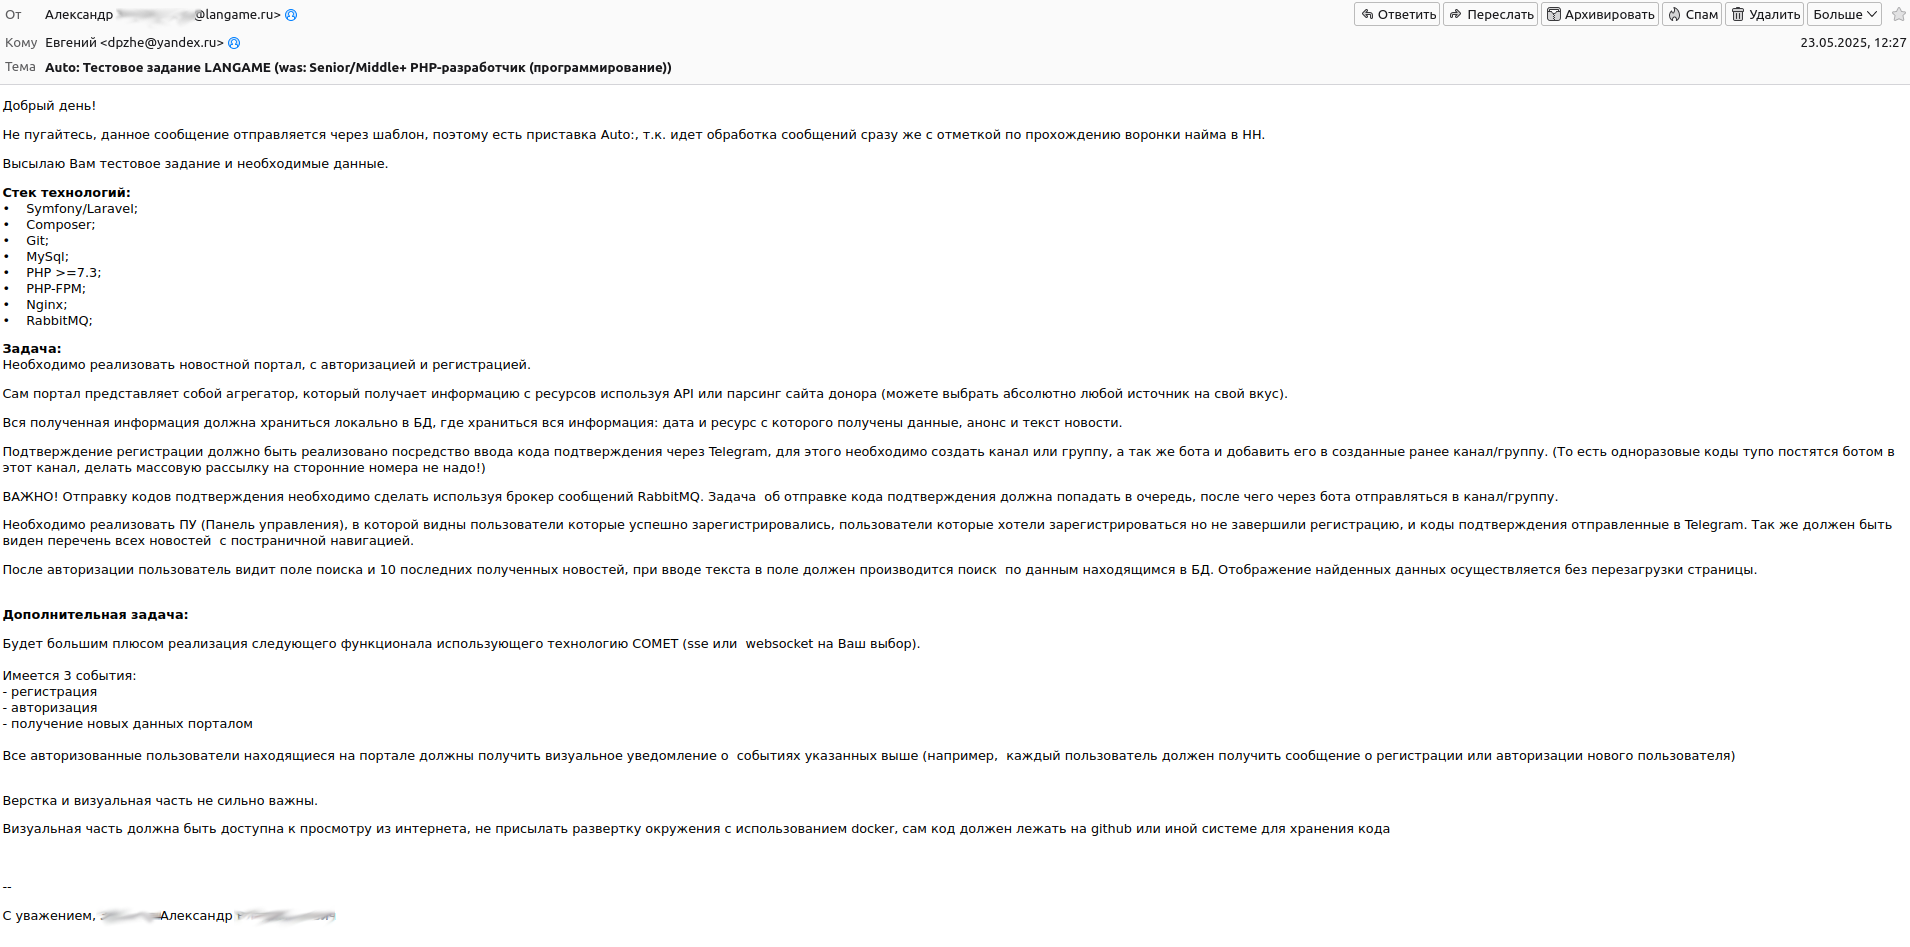 От Александр @langame.ru>
Ответить Переслать Архивировать Спам Удалить Больше
Кому Евгений <dpzhe@yandex.ru>
23.05.2025, 12:27
Тема Auto: Тестовое задание LANGAME (was: Senior/Middle+ PHP-разработчик (программирование))
Добрый день!
Не пугайтесь, данное сообщение отправляется через шаблон, поэтому есть приставка Auto:, т.к. идет обработка сообщений сразу же с отметкой по прохождению воронки найма в HH.
Высылаю Вам тестовое задание и необходимые данные.
Стек технологий:
• Symfony/Laravel;
• Composer;
• Git;
• MySql;
• PHP >=7.3;
• PHP-FPM;
• Nginx;
• RabbitMQ;
Задача:
Необходимо реализовать новостной портал, с авторизацией и регистрацией.
Сам портал представляет собой агрегатор, который получает информацию с ресурсов используя API или парсинг сайта донора (можете выбрать абсолютно любой источник на свой вкус).
Вся полученная информация должна храниться локально в БД, где храниться вся информация: дата и ресурс с которого получены данные, анонс и текст новости.
Подтверждение регистрации должно быть реализовано посредство ввода кода подтверждения через Telegram, для этого необходимо создать канал или группу, а так же бота и добавить его в созданные ранее канал/группу. (То есть одноразовые коды тупо постятся ботом в
этот канал, делать массовую рассылку на сторонние номера не надо!)
ВАЖНО! Отправку кодов подтверждения необходимо сделать используя брокер сообщений RabbitMQ. Задача  об отправке кода подтверждения должна попадать в очередь, после чего через бота отправляться в канал/группу.
Необходимо реализовать ПУ (Панель управления), в которой видны пользователи которые успешно зарегистрировались, пользователи которые хотели зарегистрироваться но не завершили регистрацию, и коды подтверждения отправленные в Telegram. Так же должен быть
виден перечень всех новостей  с постраничной навигацией.
После авторизации пользователь видит поле поиска и 10 последних полученных новостей, при вводе текста в поле должен производится поиск  по данным находящимся в БД. Отображение найденных данных осуществляется без перезагрузки страницы.
Дополнительная задача:
Будет большим плюсом реализация следующего функционала использующего технологию COMET (sse или  websocket на Ваш выбор).
Имеется 3 события:
- регистрация
- авторизация
- получение новых данных порталом
Все авторизованные пользователи находящиеся на портале должны получить визуальное уведомление о  событиях указанных выше (например,  каждый пользователь должен получить сообщение о регистрации или авторизации нового пользователя)
Верстка и визуальная часть не сильно важны.
Визуальная часть должна быть доступна к просмотру из интернета, не присылать развертку окружения с использованием docker, сам код должен лежать на github или иной системе для хранения кода
--
С уважением, Александр